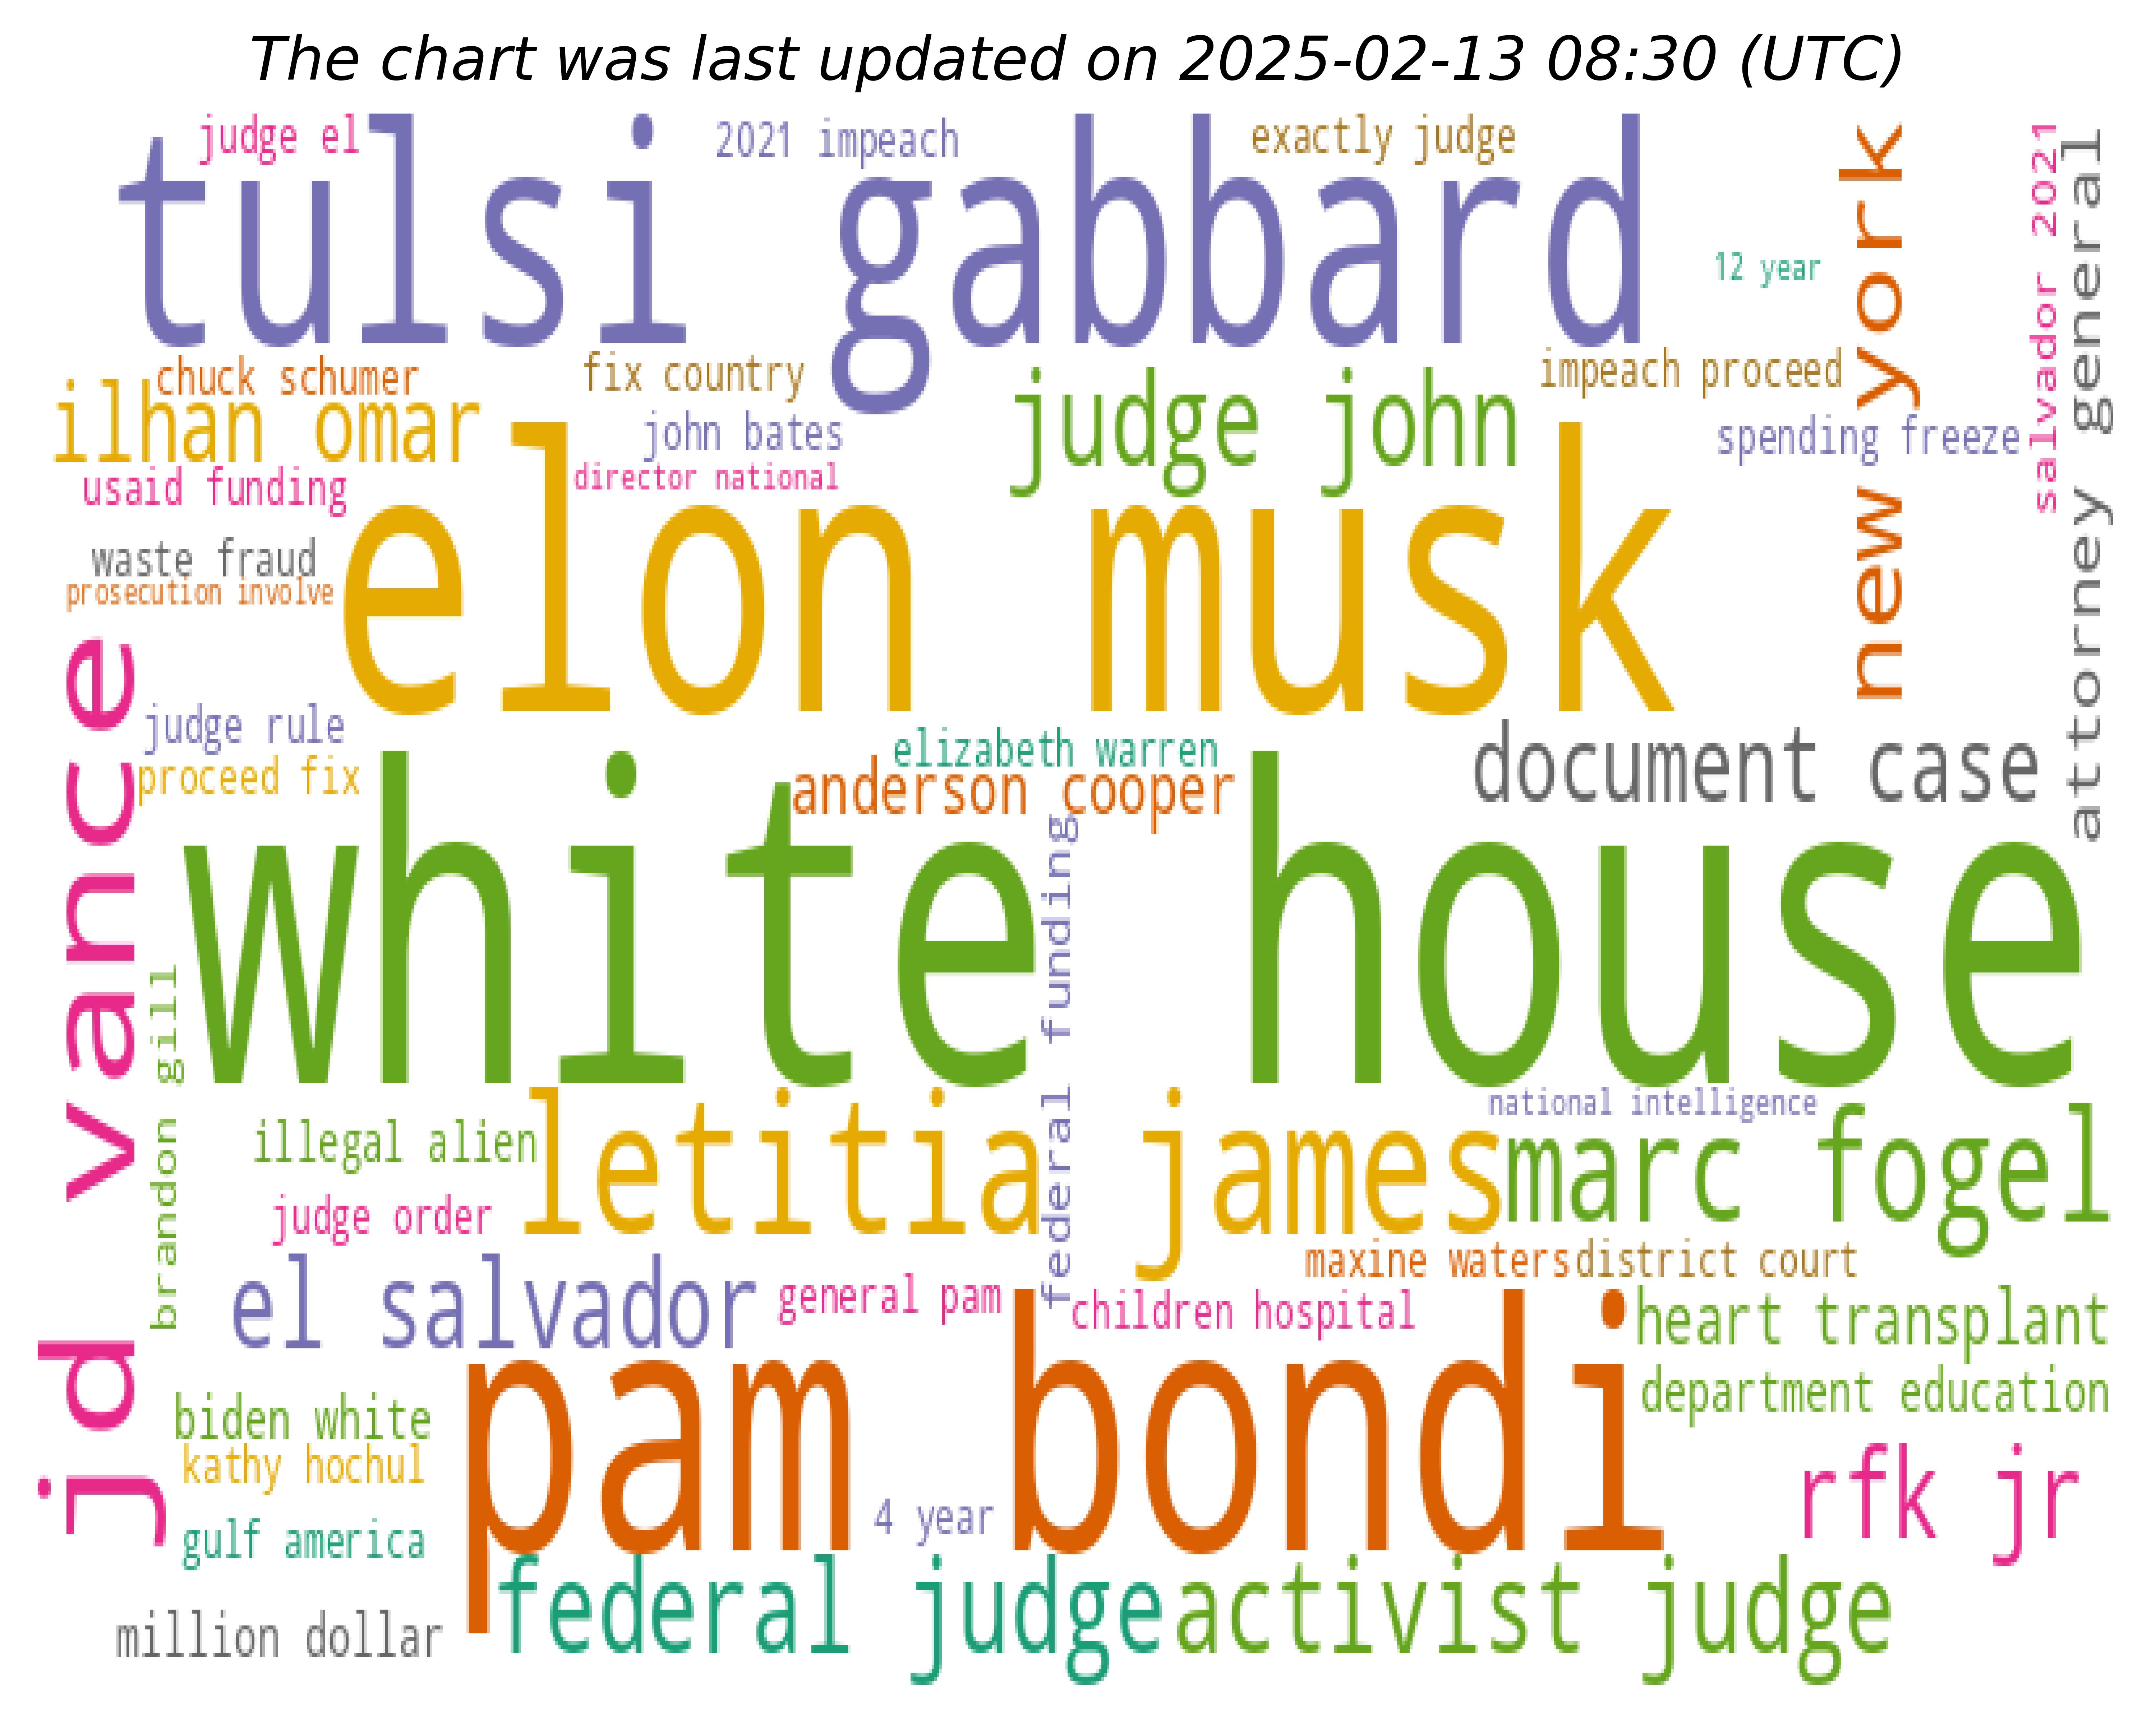 The chart was last updated on 2025-02-13 08:30 (UTC)
judge el
2021 impeach
exactly judge
tulsi gabbard
12 year
new york
salvador 2021
attorney general
chuck schumer
fix country
impeach proceed
ilhan omar
john bates
judge john
spending freeze
usaid funding
director national
waste fraud
prosecution involve
elon musk
jd vance
judge rule
proceed fix
elizabeth warren
anderson cooper
document case
white house
federal funding
brandon gill
national intelligence
illegal alien
letitia james
marc fogel
judge order
maxine waters
district court
el salvador
general pam
children hospital
heart transplant
pam bondi
department education
biden white
kathy hochul
rfk jr
4 year
gulf america
federal judge
activist judge
million dollar